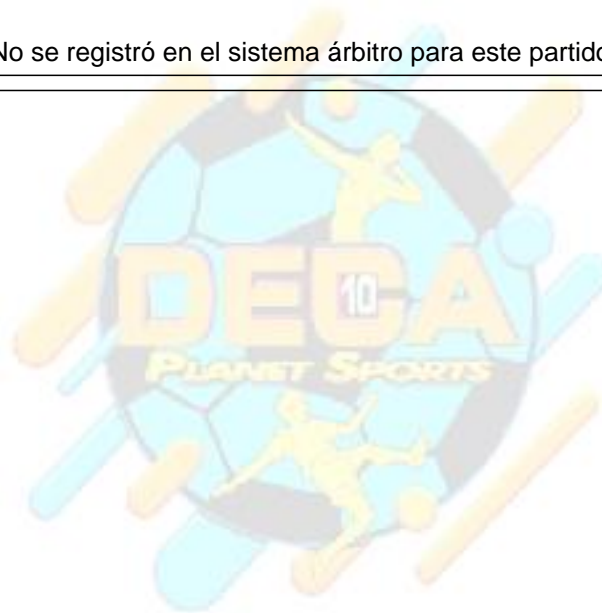 No se registró en el sistema árbitro para este partido
DECA
10
PLANET SPORTS